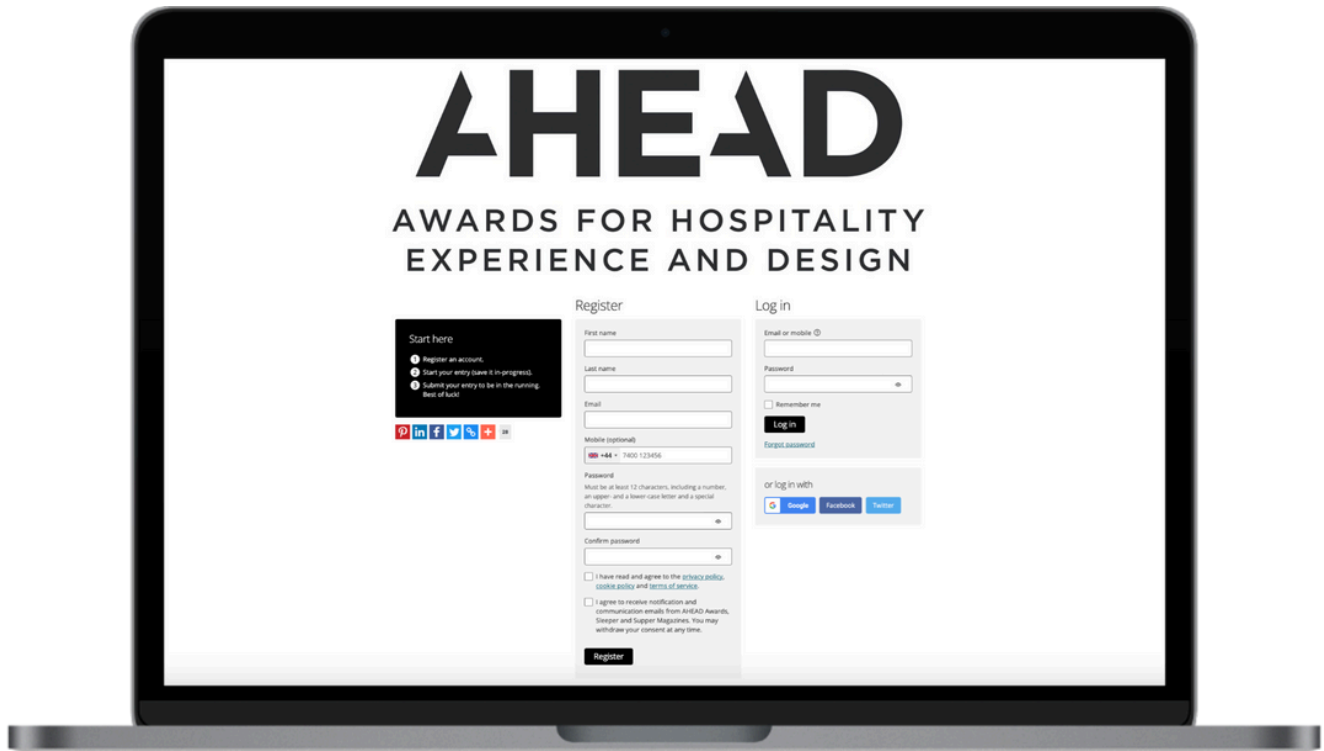 AHEAD
AWARDS FOR HOSPITALITY
EXPERIENCE AND DESIGN
Start here
1 Register an account.
2 Start your entry (save it in-progress).
3 Submit your entry to be in the running.
Best of luck!
28
Register
First name
Last name
Email
Mobile (optional)
+44 7400 123456
Password
Must be at least 12 characters, including a number,
an upper- and a lower-case letter and a special
character.
Confirm password
I have read and agree to the privacy policy,
cookie policy and terms of service.
I agree to receive notification and
communication emails from AHEAD Awards,
Sleeper and Supper Magazines. You may
withdraw your consent at any time.
Register
Log in
Email or mobile ?
Password
Remember me
Log in
Forgot password
or log in with
G Google Facebook Twitter